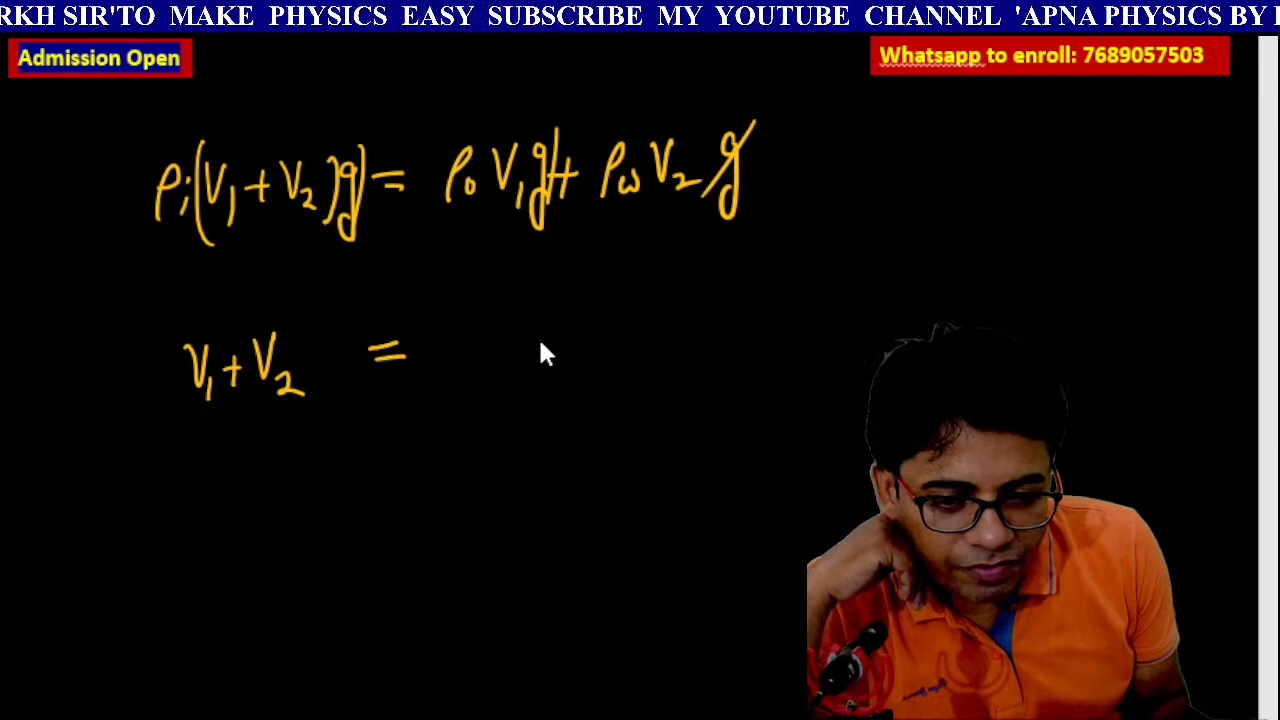 RKH SIR'TO MAKE PHYSICS EASY SUBSCRIBE MY YOUTUBE CHANNEL 'APNA PHYSICS BY
Admission Open
Whatsapp to enroll: 7689057503
ρi(V1 + V2)g = ρo V1 g + ρw V2 g
V1 + V2 =